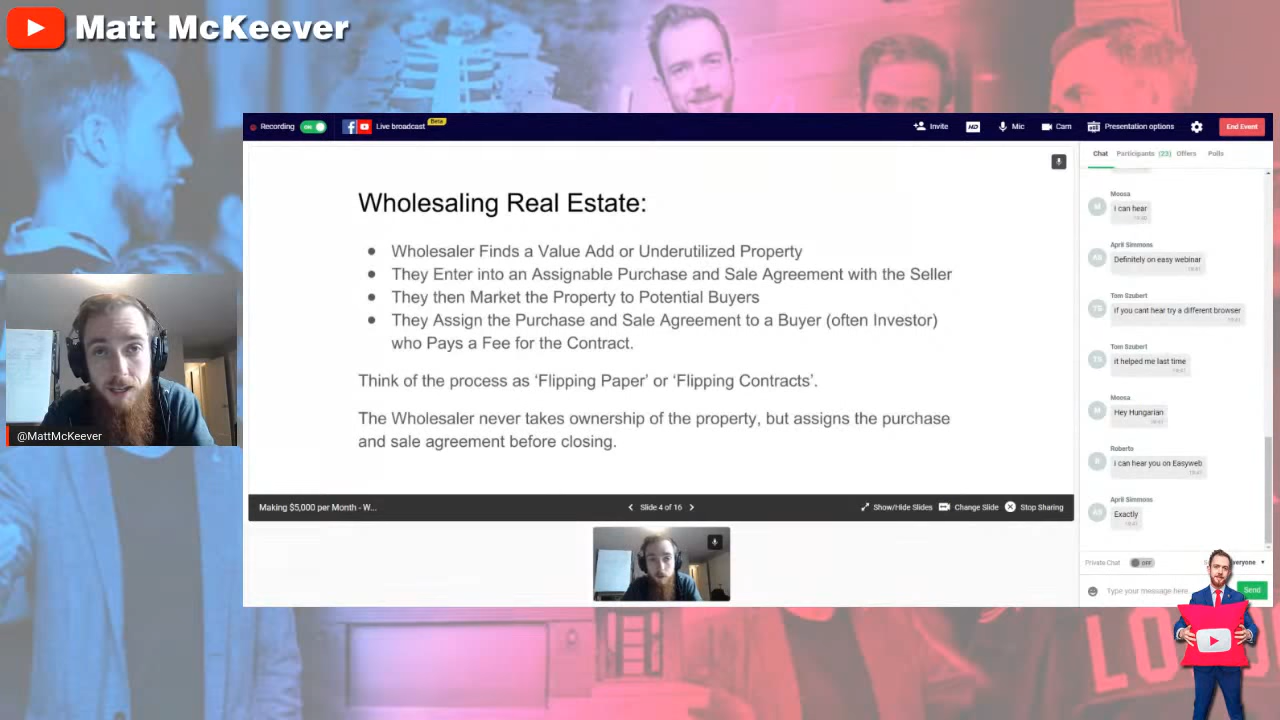 Matt McKeever
Recording
ON
Live broadcast
Beta
Invite
HD
Mic
Cam
Presentation options
End Event
Wholesaling Real Estate:
● Wholesaler Finds a Value Add or Underutilized Property
● They Enter into an Assignable Purchase and Sale Agreement with the Seller
● They then Market the Property to Potential Buyers
● They Assign the Purchase and Sale Agreement to a Buyer (often Investor)
who Pays a Fee for the Contract.
Think of the process as ‘Flipping Paper’ or ‘Flipping Contracts’.
The Wholesaler never takes ownership of the property, but assigns the purchase
and sale agreement before closing.
@MattMcKeever
Making $5,000 per Month - W...
Slide 4 of 16
Show/Hide Slides
Change Slide
Stop Sharing
Chat Participants (23) Offers Polls
Moosa
i can hear
April Simmons
Definitely on easy webinar
Tom Szubert
if you cant hear try a different browser
Tom Szubert
it helped me last time
Moosa
Hey Hungarian
Roberto
i can hear you on Easyweb
April Simmons
Exactly
Private Chat
OFF
Type your message here
Send